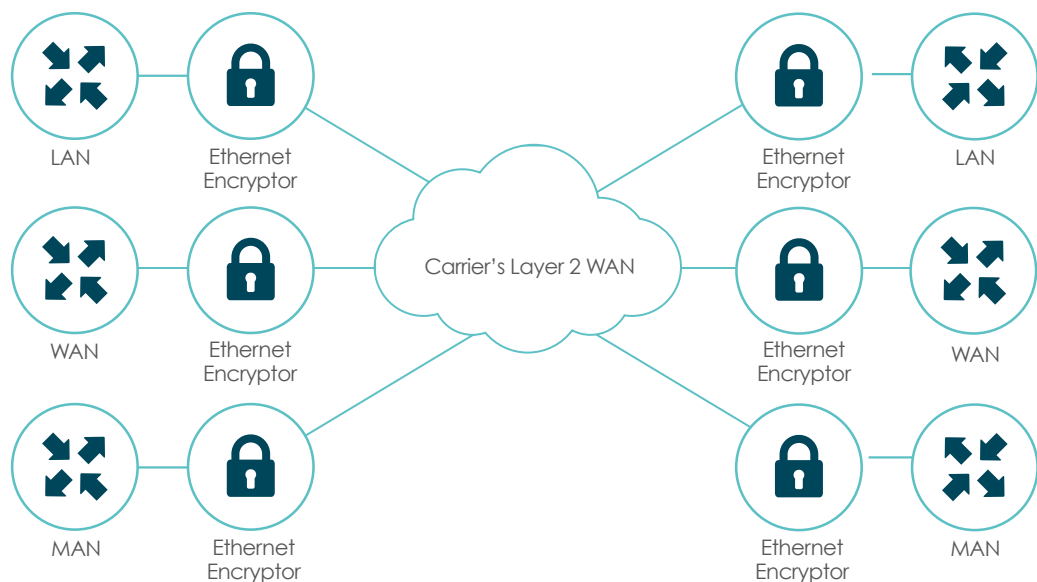 LAN
Ethernet
Encryptor
Ethernet
Encryptor
LAN
Carrier’s Layer 2 WAN
WAN
Ethernet
Encryptor
Ethernet
Encryptor
WAN
MAN
Ethernet
Encryptor
Ethernet
Encryptor
MAN